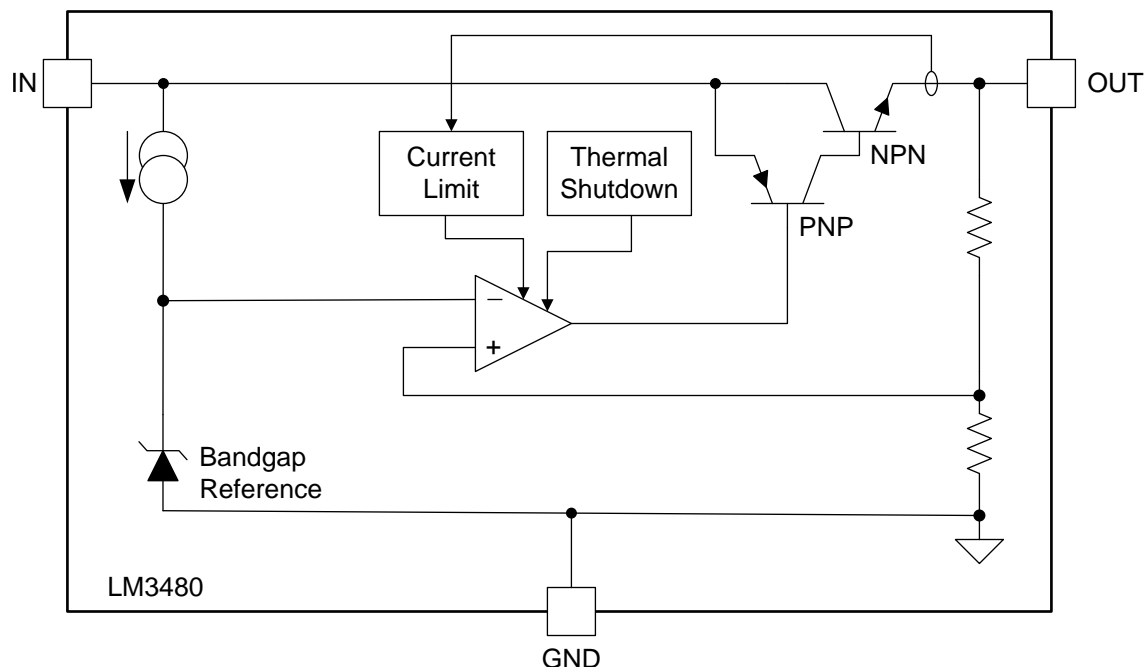 IN
OUT
Current
Limit
Thermal
Shutdown
NPN
PNP
−
+
Bandgap
Reference
LM3480
GND